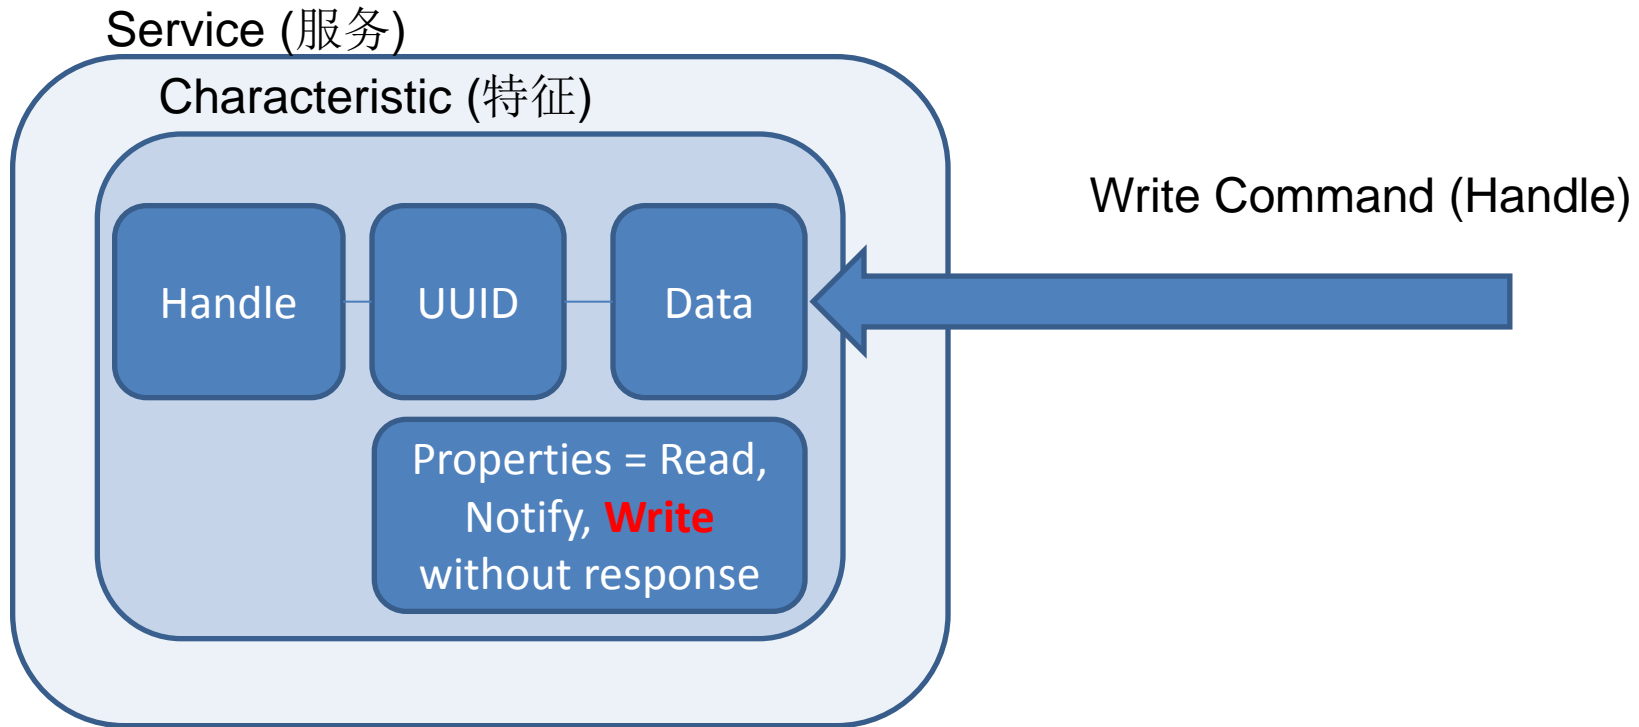 Service (服务)
Characteristic (特征)
Write Command (Handle)
Handle
UUID
Data
Properties = Read,
Notify, Write
without response